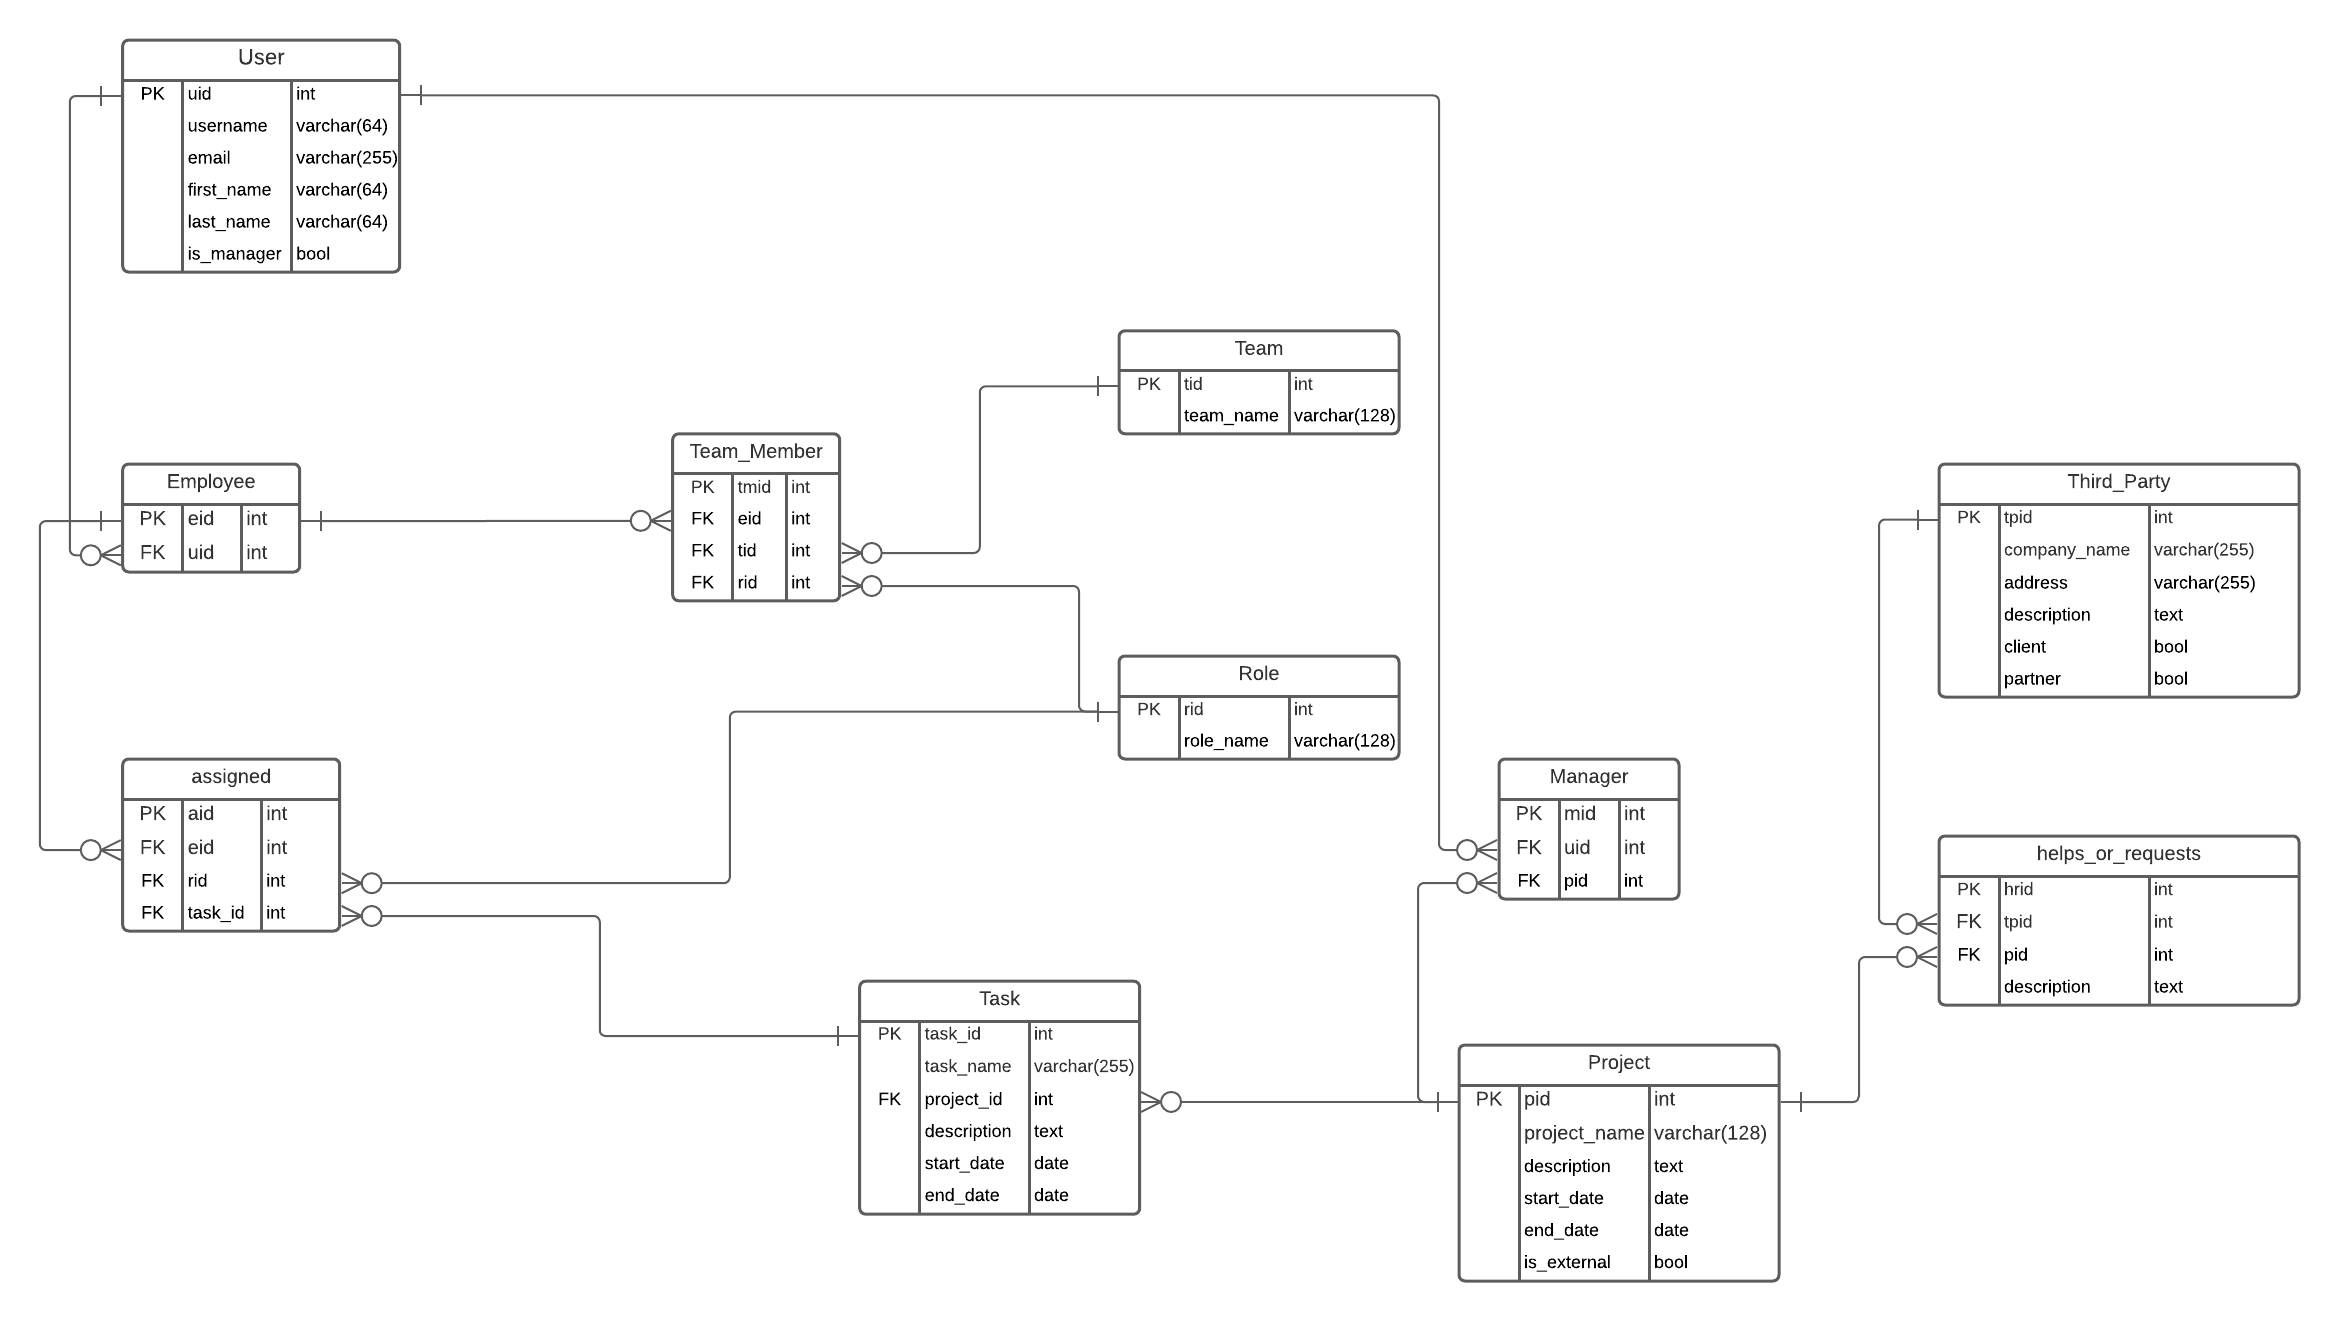 User
PK uid int
username varchar(64)
email varchar(255)
first_name varchar(64)
last_name varchar(64)
is_manager bool
Team
PK tid int
team_name varchar(128)
Team_Member
PK tmid int
FK eid int
FK tid int
FK rid int
Employee
PK eid int
FK uid int
Third_Party
PK tpid int
company_name varchar(255)
address varchar(255)
description text
client bool
partner bool
Role
PK rid int
role_name varchar(128)
assigned
PK aid int
FK eid int
FK rid int
FK task_id int
Manager
PK mid int
FK uid int
FK pid int
helps_or_requests
PK hrid int
FK tpid int
FK pid int
description text
Task
PK task_id int
task_name varchar(255)
FK project_id int
description text
start_date date
end_date date
Project
PK pid int
project_name varchar(128)
description text
start_date date
end_date date
is_external bool